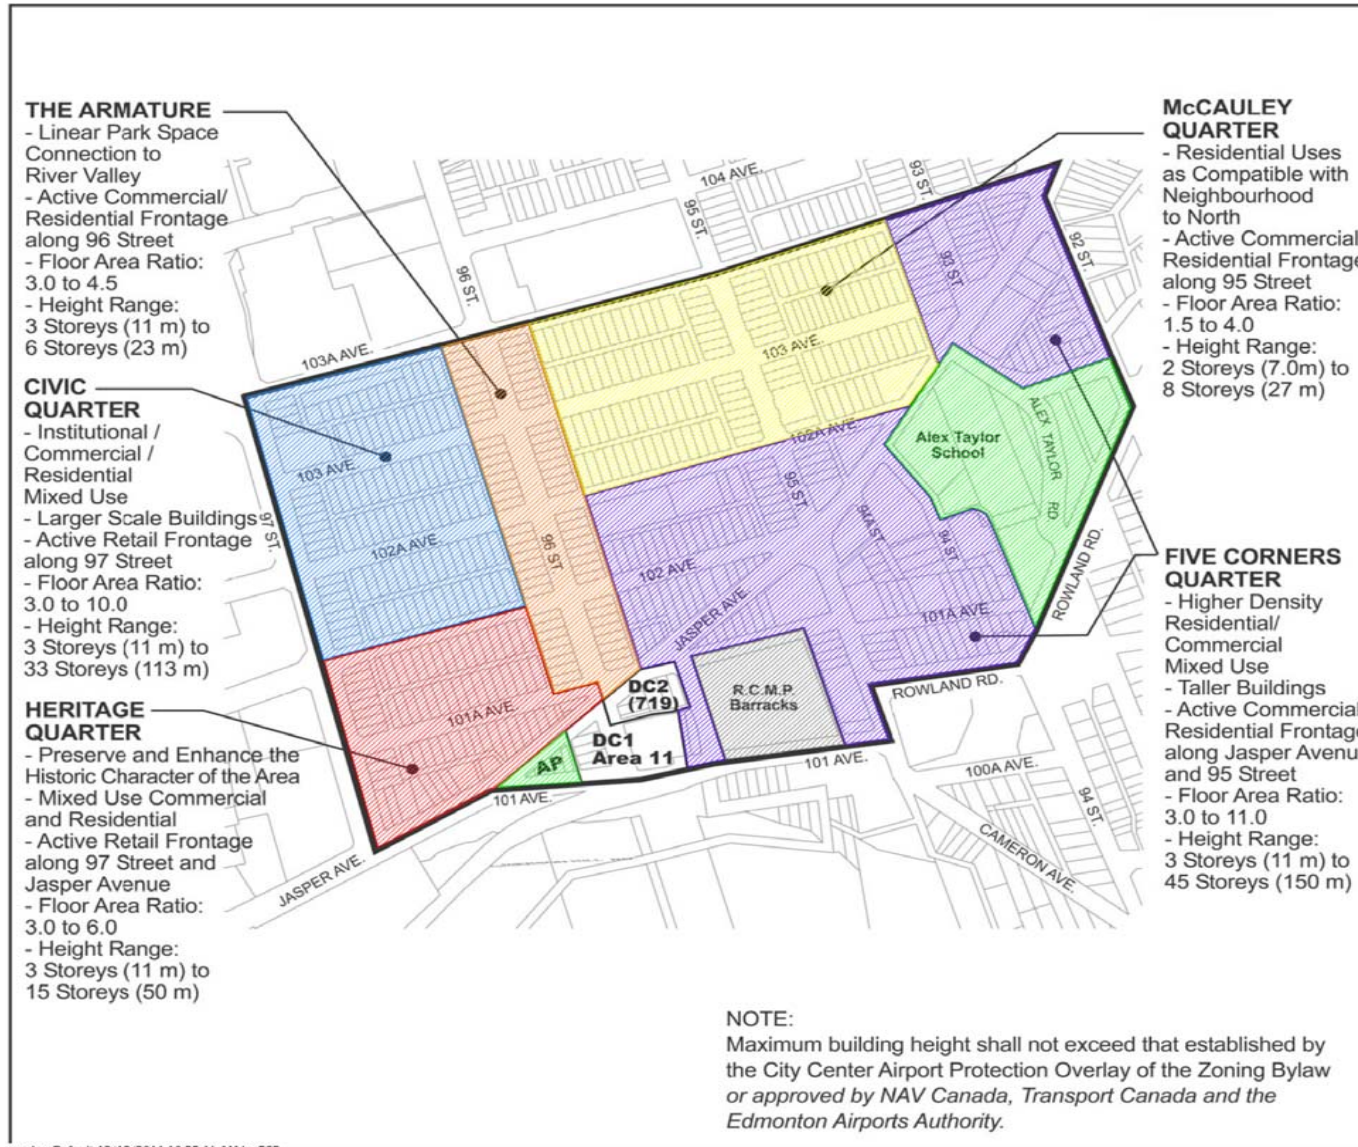 THE ARMATURE
- Linear Park Space
Connection to
River Valley
- Active Commercial/
Residential Frontage
along 96 Street
- Floor Area Ratio:
3.0 to 4.5
- Height Range:
3 Storeys (11 m) to
6 Storeys (23 m)
CIVIC
QUARTER
- Institutional /
Commercial /
Residential
Mixed Use
- Larger Scale Buildings
- Active Retail Frontage
along 97 Street
- Floor Area Ratio:
3.0 to 10.0
- Height Range:
3 Storeys (11 m) to
33 Storeys (113 m)
HERITAGE
QUARTER
- Preserve and Enhance the
Historic Character of the Area
- Mixed Use Commercial
and Residential
- Active Retail Frontage
along 97 Street and
Jasper Avenue
- Floor Area Ratio:
3.0 to 6.0
- Height Range:
3 Storeys (11 m) to
15 Storeys (50 m)
McCAULEY
QUARTER
- Residential Uses
as Compatible with
Neighbourhood
to North
- Active Commercial
Residential Frontage
along 95 Street
- Floor Area Ratio:
1.5 to 4.0
- Height Range:
2 Storeys (7.0m) to
8 Storeys (27 m)
FIVE CORNERS
QUARTER
- Higher Density
Residential/
Commercial
Mixed Use
- Taller Buildings
- Active Commercial
Residential Frontage
along Jasper Avenu
and 95 Street
- Floor Area Ratio:
3.0 to 11.0
- Height Range:
3 Storeys (11 m) to
45 Storeys (150 m)
104 AVE.
93 ST.
95 ST.
96 ST.
92 ST.
93 ST
103A AVE.
103 AVE.
102A AVE.
Alex Taylor
School
ALEX TAYLOR RD
103 AVE.
97 ST.
102A AVE.
96 ST
95 ST.
94A ST
94 ST
102 AVE.
JASPER AVE.
101A AVE.
ROWLAND RD.
ROWLAND RD.
R.C.M.P.
Barracks
DC2
(719)
DC1
Area 11
101A AVE
AP
101 AVE.
101 AVE.
100A AVE.
94 ST.
CAMERON AVE.
JASPER AVE.
NOTE:
Maximum building height shall not exceed that established by
the City Center Airport Protection Overlay of the Zoning Bylaw
or approved by NAV Canada, Transport Canada and the
Edmonton Airports Authority.